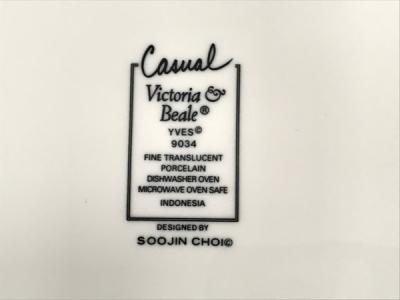 Casual
Victoria &
Beale®
YVES©
9034
FINE TRANSLUCENT
PORCELAIN
DISHWASHER OVEN
MICROWAVE OVEN SAFE
INDONESIA
DESIGNED BY
SOOJIN CHOI©